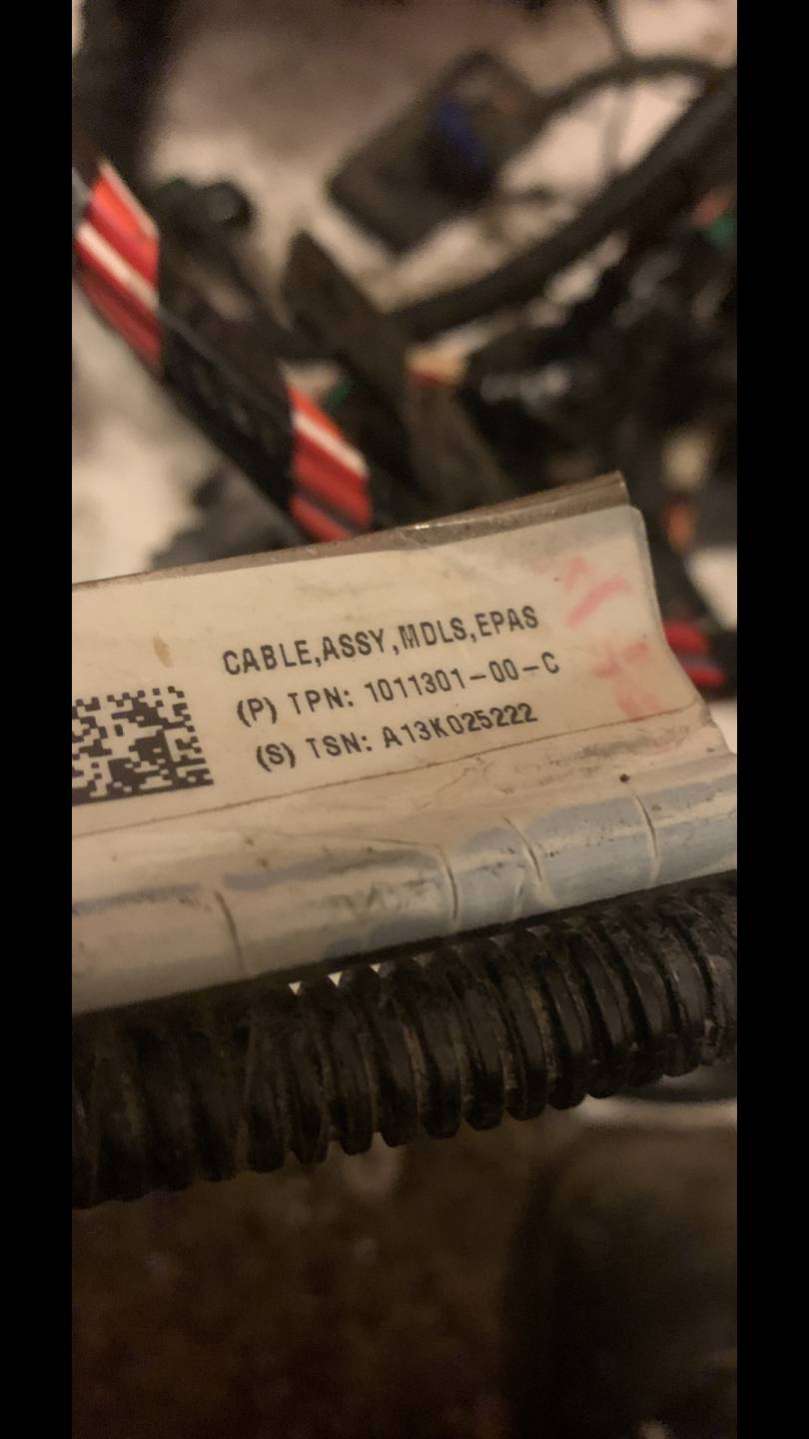 CABLE,ASSY,MDLS,EPAS
(P) TPN: 1011301-00-C
(S) TSN: A13K025222